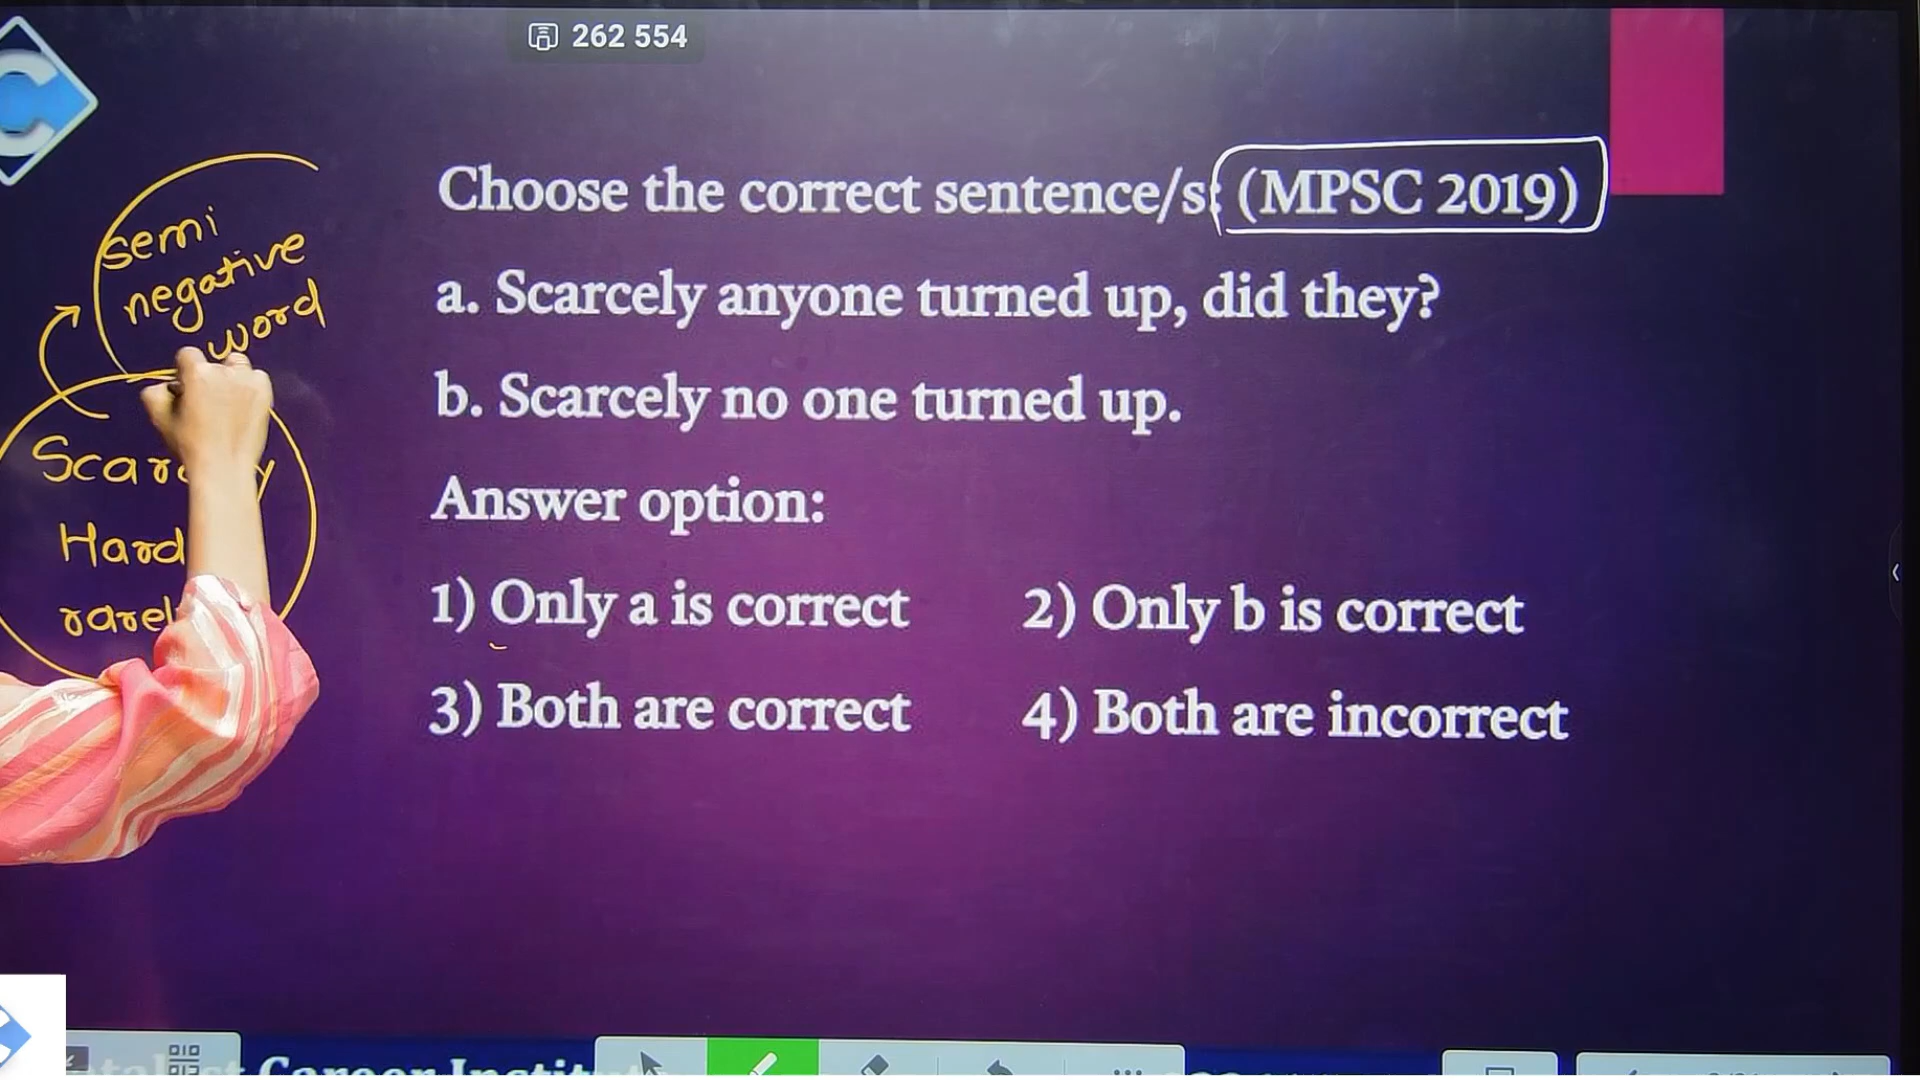 262 554
Choose the correct sentence/s: (MPSC 2019)
a. Scarcely anyone turned up, did they?
b. Scarcely no one turned up.
Answer option:
1) Only a is correct 2) Only b is correct
3) Both are correct 4) Both are incorrect
semi
negative
word
Career